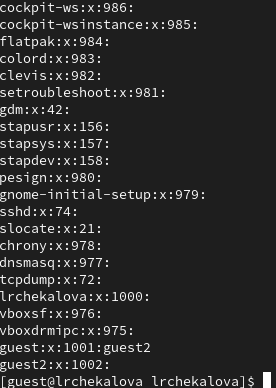 cockpit-ws:x:986:
cockpit-wsinstance:x:985:
flatpak:x:984:
colord:x:983:
clevis:x:982:
setroubleshoot:x:981:
gdm:x:42:
stapusr:x:156:
stapsys:x:157:
stapdev:x:158:
pesign:x:980:
gnome-initial-setup:x:979:
sshd:x:74:
slocate:x:21:
chrony:x:978:
dnsmasq:x:977:
tcpdump:x:72:
lrchekalova:x:1000:
vboxsf:x:976:
vboxdrmipc:x:975:
guest:x:1001:guest2
guest2:x:1002:
[guest@lrchekalova lrchekalova]$